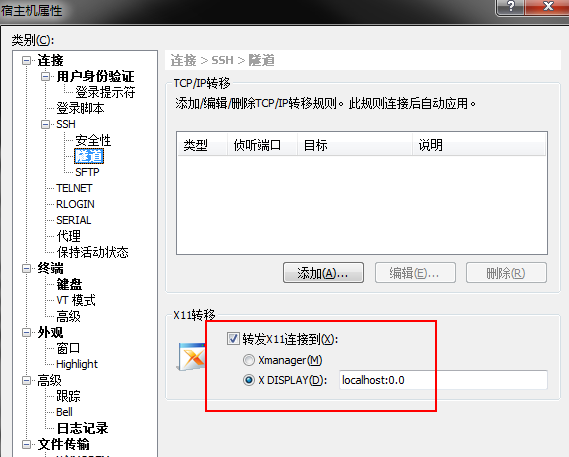 宿主机属性
类别(C):
连接
用户身份验证
登录提示符
登录脚本
SSH
安全性
隧道
SFTP
TELNET
RLOGIN
SERIAL
代理
保持活动状态
终端
键盘
VT 模式
高级
外观
窗口
Highlight
高级
跟踪
Bell
日志记录
文件传输
连接 > SSH > 隧道
TCP/IP转移
添加/编辑/删除TCP/IP转移规则。此规则连接后自动应用。
类型 侦听端口 目标 说明
添加(A)... 编辑(E)... 删除(R)
X11转移
转发X11连接到(X):
Xmanager(M)
X DISPLAY(D): localhost:0.0